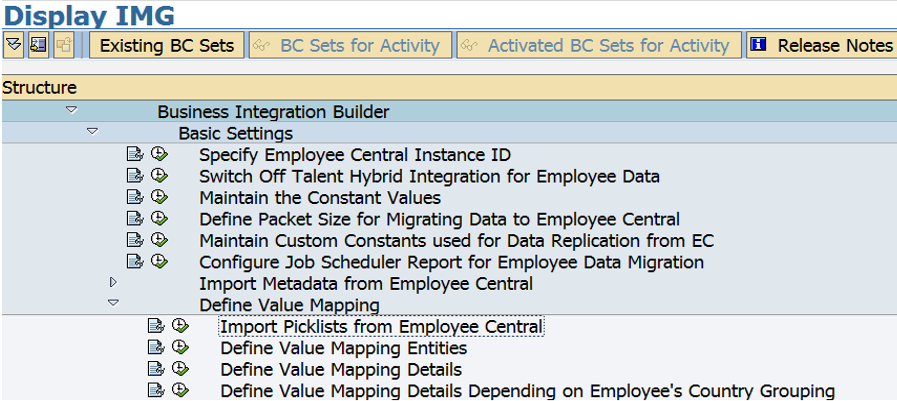 Display IMG
Existing BC Sets BC Sets for Activity Activated BC Sets for Activity Release Notes
Structure
Business Integration Builder
Basic Settings
Specify Employee Central Instance ID
Switch Off Talent Hybrid Integration for Employee Data
Maintain the Constant Values
Define Packet Size for Migrating Data to Employee Central
Maintain Custom Constants used for Data Replication from EC
Configure Job Scheduler Report for Employee Data Migration
Import Metadata from Employee Central
Define Value Mapping
Import Picklists from Employee Central
Define Value Mapping Entities
Define Value Mapping Details
Define Value Mapping Details Depending on Employee's Country Grouping